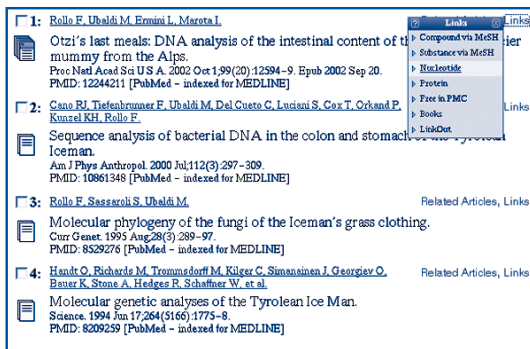 1: Rollo F, Ubaldi M, Ermini L, Marota I.
Links
Otzi's last meals: DNA analysis of the intestinal content of the
mummy from the Alps.
Proc Natl Acad Sci U S A. 2002 Oct 1;99(20):12594-9. Epub 2002 Sep 20.
PMID: 12244211 [PubMed - indexed for MEDLINE]
Links
Compound via MeSH
Substance via MeSH
Nucleotide
Protein
Free in PMC
Books
LinkOut
2: Cano RJ, Tiefenbrunner F, Ubaldi M, Del Cueto C, Luciani S, Cox T, Orkand P,
Kunzel KH, Rollo F.
Links
Sequence analysis of bacterial DNA in the colon and stomach of the Tyrolean
Iceman.
Am J Phys Anthropol. 2000 Jul;112(3):297-309.
PMID: 10861348 [PubMed - indexed for MEDLINE]
3: Rollo F, Sassaroli S, Ubaldi M.
Related Articles, Links
Molecular phylogeny of the fungi of the Iceman's grass clothing.
Curr Genet. 1995 Aug;28(3):289-97.
PMID: 8529276 [PubMed - indexed for MEDLINE]
4: Handt O, Richards M, Trommsdorff M, Kilger C, Simanainen J, Georgiev O,
Bauer K, Stone A, Hedges R, Schaffner W, et al.
Related Articles, Links
Molecular genetic analyses of the Tyrolean Ice Man.
Science. 1994 Jun 17;264(5166):1775-8.
PMID: 8209259 [PubMed - indexed for MEDLINE]